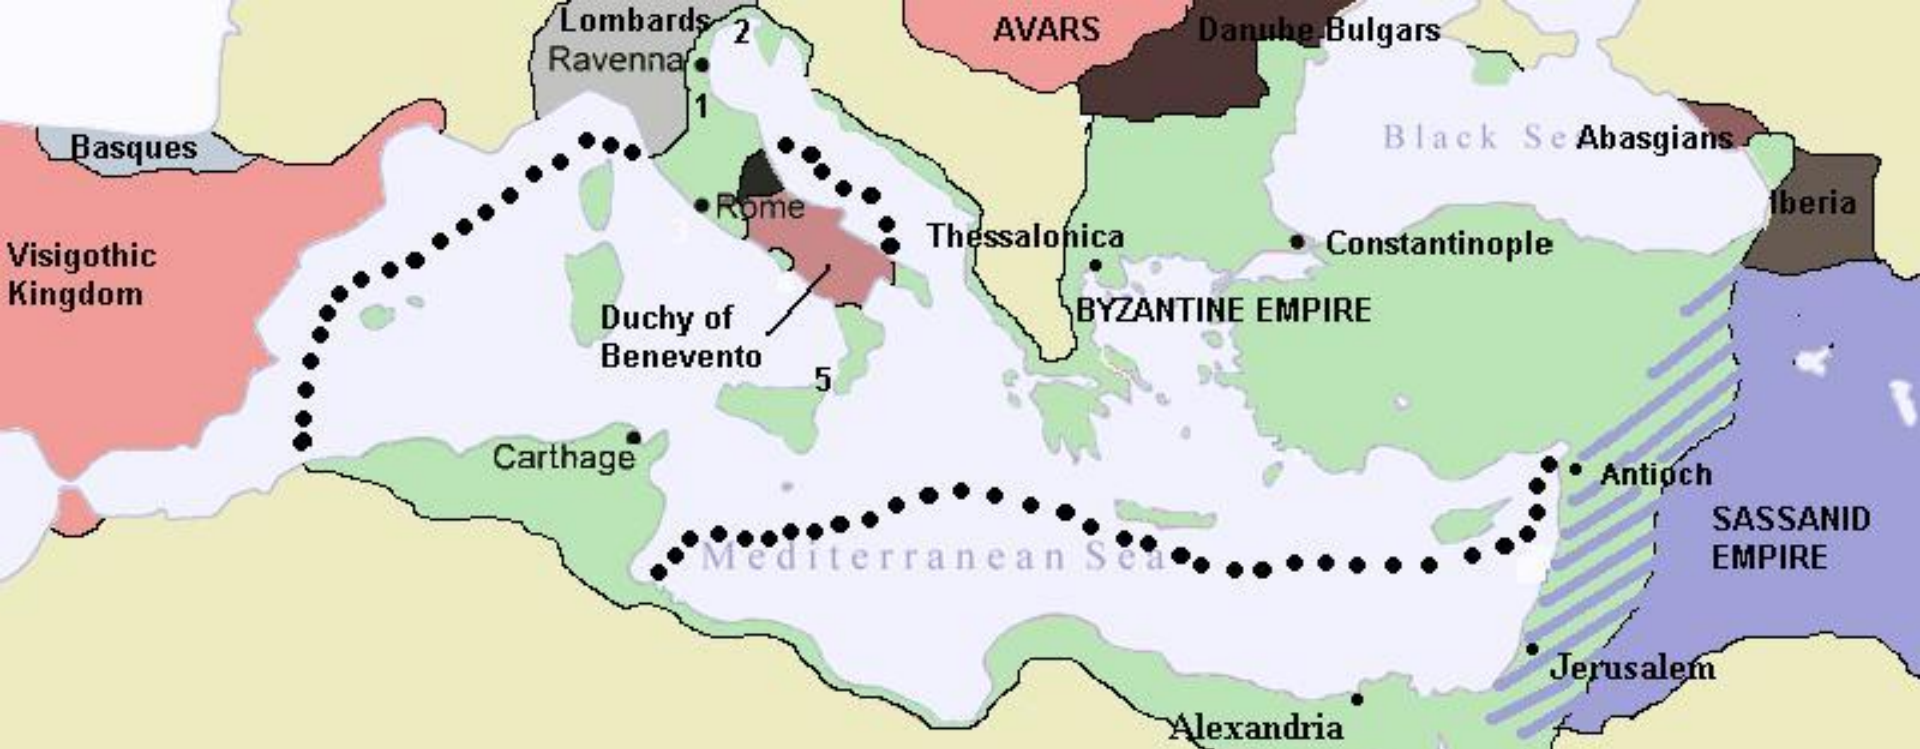 Lombards
2
AVARS
Danube Bulgars
Ravenna
1
Basques
Black Sea
Abasgians
Rome
Iberia
Visigothic
Kingdom
Thessalonica
Constantinople
Duchy of
Benevento
BYZANTINE EMPIRE
5
Carthage
Antioch
SASSANID
EMPIRE
Mediterranean Sea
Jerusalem
Alexandria